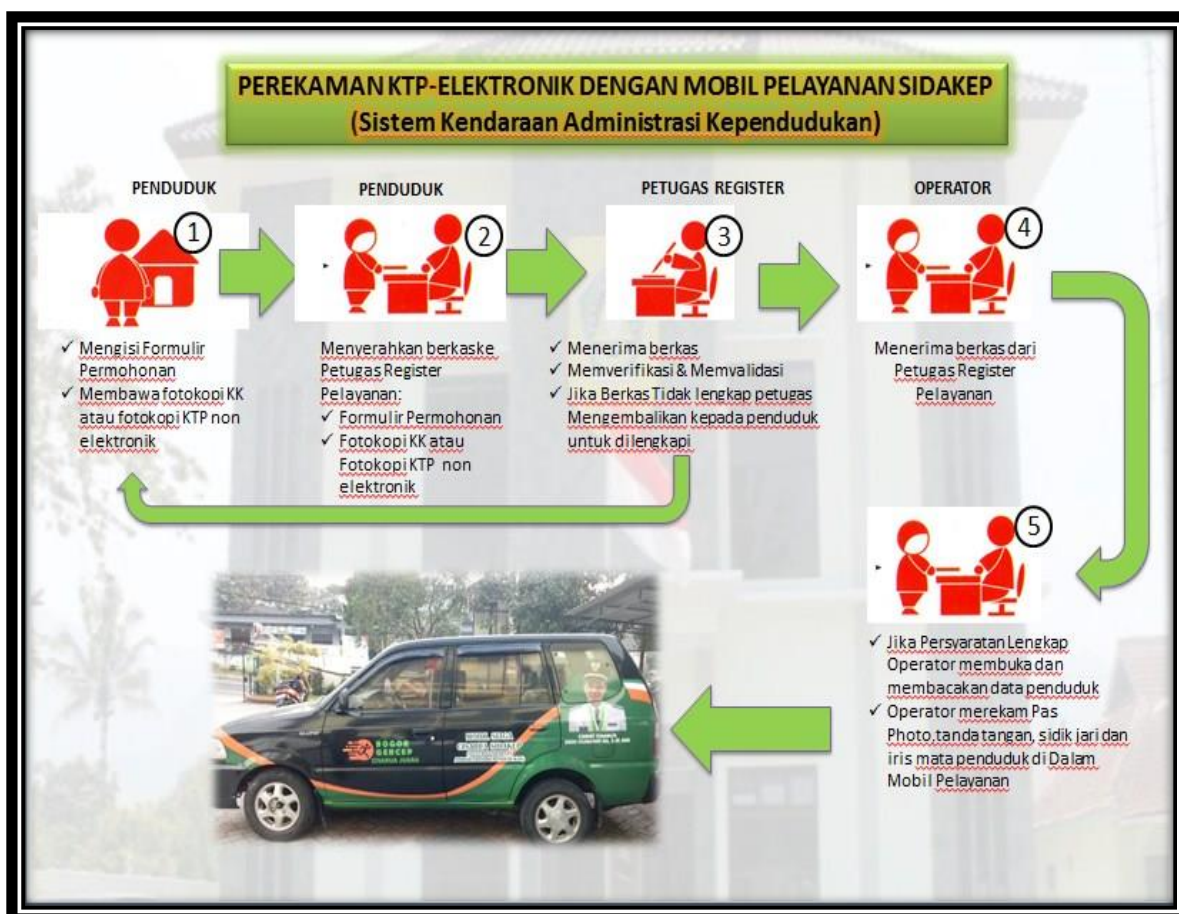 PEREKAMAN KTP-ELEKTRONIK DENGAN MOBIL PELAYANAN SIDAKEP
(Sistem Kendaraan Administrasi Kependudukan)
PENDUDUK
1
✓ Mengisi Formulir
Permohonan
✓ Membawa fotokopi KK
atau fotokopi KTP non
elektronik
PENDUDUK
2
Menyerahkan berkas ke
Petugas Register
Pelayanan:
✓ Formulir Permohonan
✓ Fotokopi KK atau
Fotokopi KTP non
elektronik
PETUGAS REGISTER
3
✓ Menerima berkas
✓ Memverifikasi & Memvalidasi
✓ Jika Berkas Tidak lengkap petugas
Mengembalikan kepada penduduk
untuk dilengkapi
OPERATOR
4
Menerima berkas dari
Petugas Register
Pelayanan
5
✓ Jika Persyaratan Lengkap
Operator membuka dan
membacakan data penduduk
✓ Operator merekam Pas
Photo,tanda tangan, sidik jari dan
iris mata penduduk di Dalam
Mobil Pelayanan
BOGOR
GERCEP